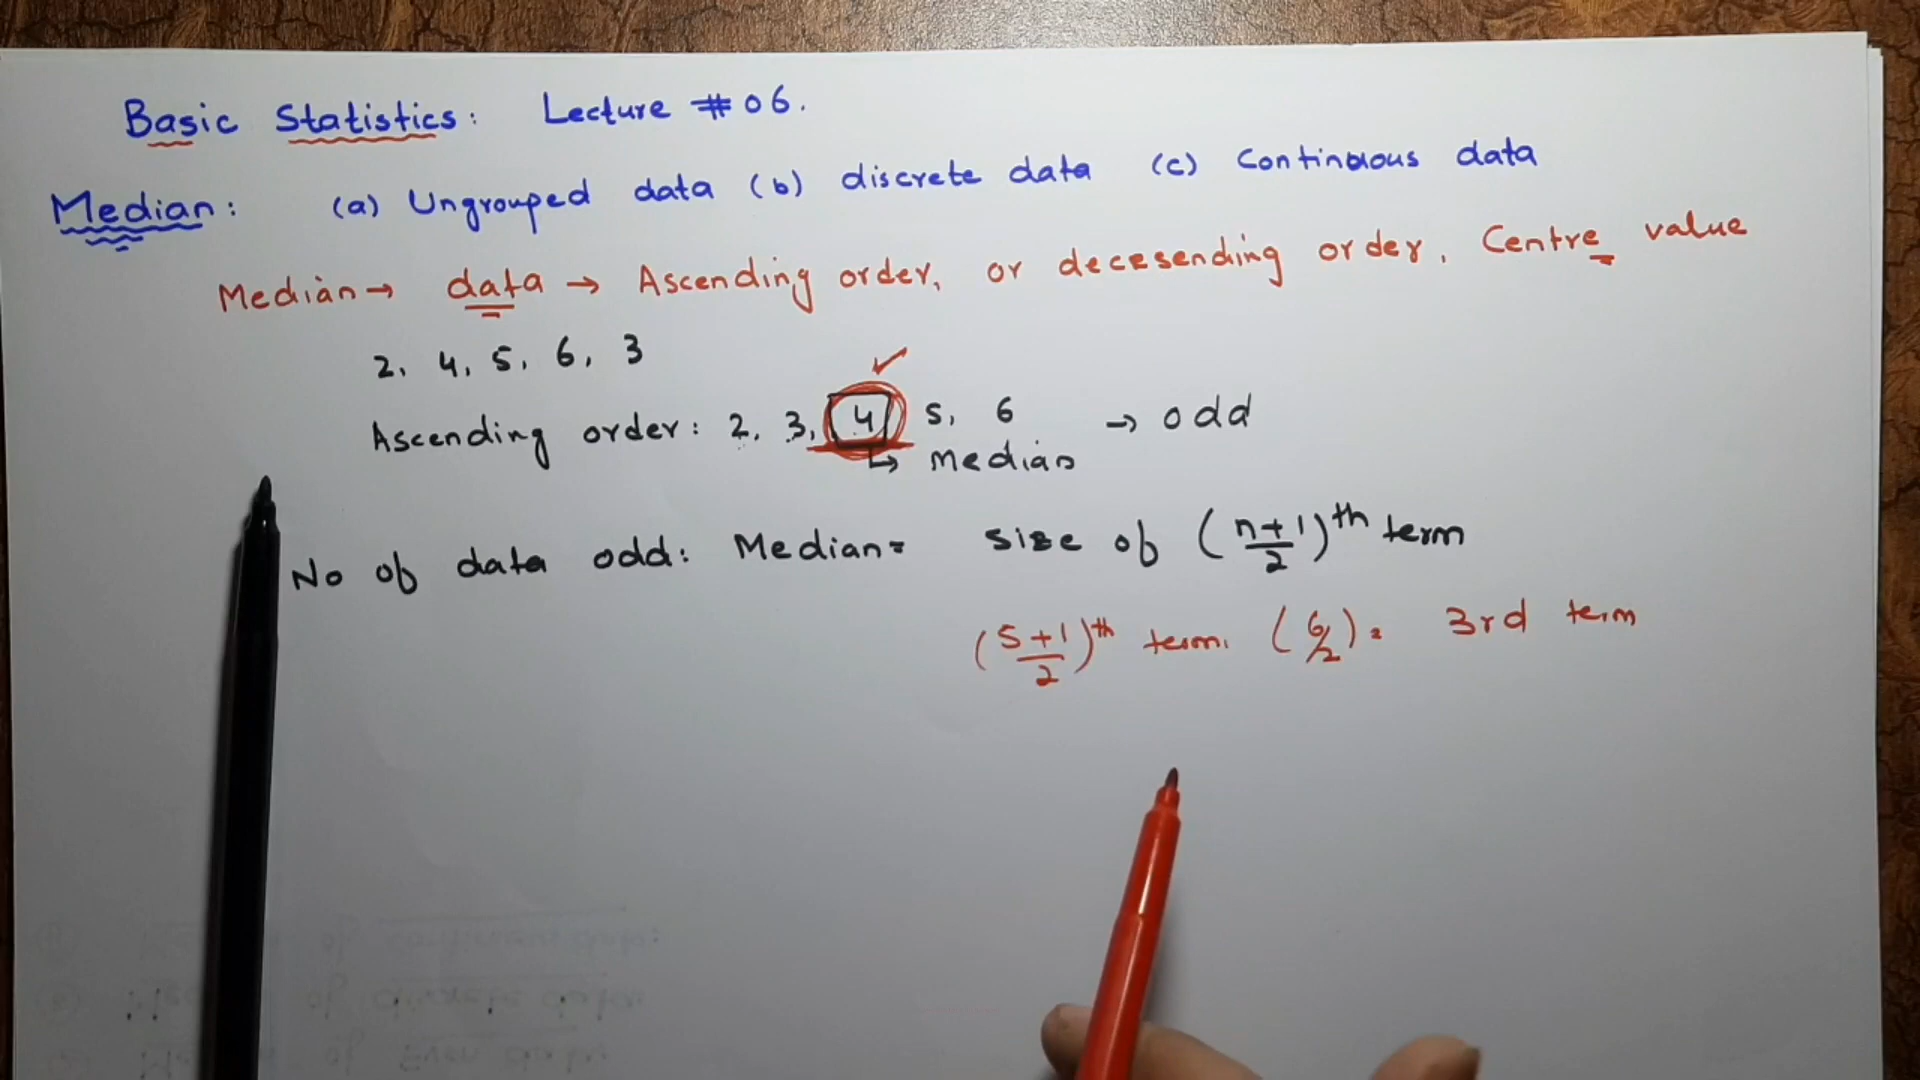 Basic Statistics: Lecture #06.
Median: (a) Ungrouped data (b) discrete data (c) Continuous data
Median→ data → Ascending order, or decesending order, Centre value
2, 4, 5, 6, 3
Ascending order: 2, 3, 4 5, 6 → odd
↳ Median
No of data odd: Median= size of (n+1/2)th term
(5+1/2)th term. (6/2)= 3rd term